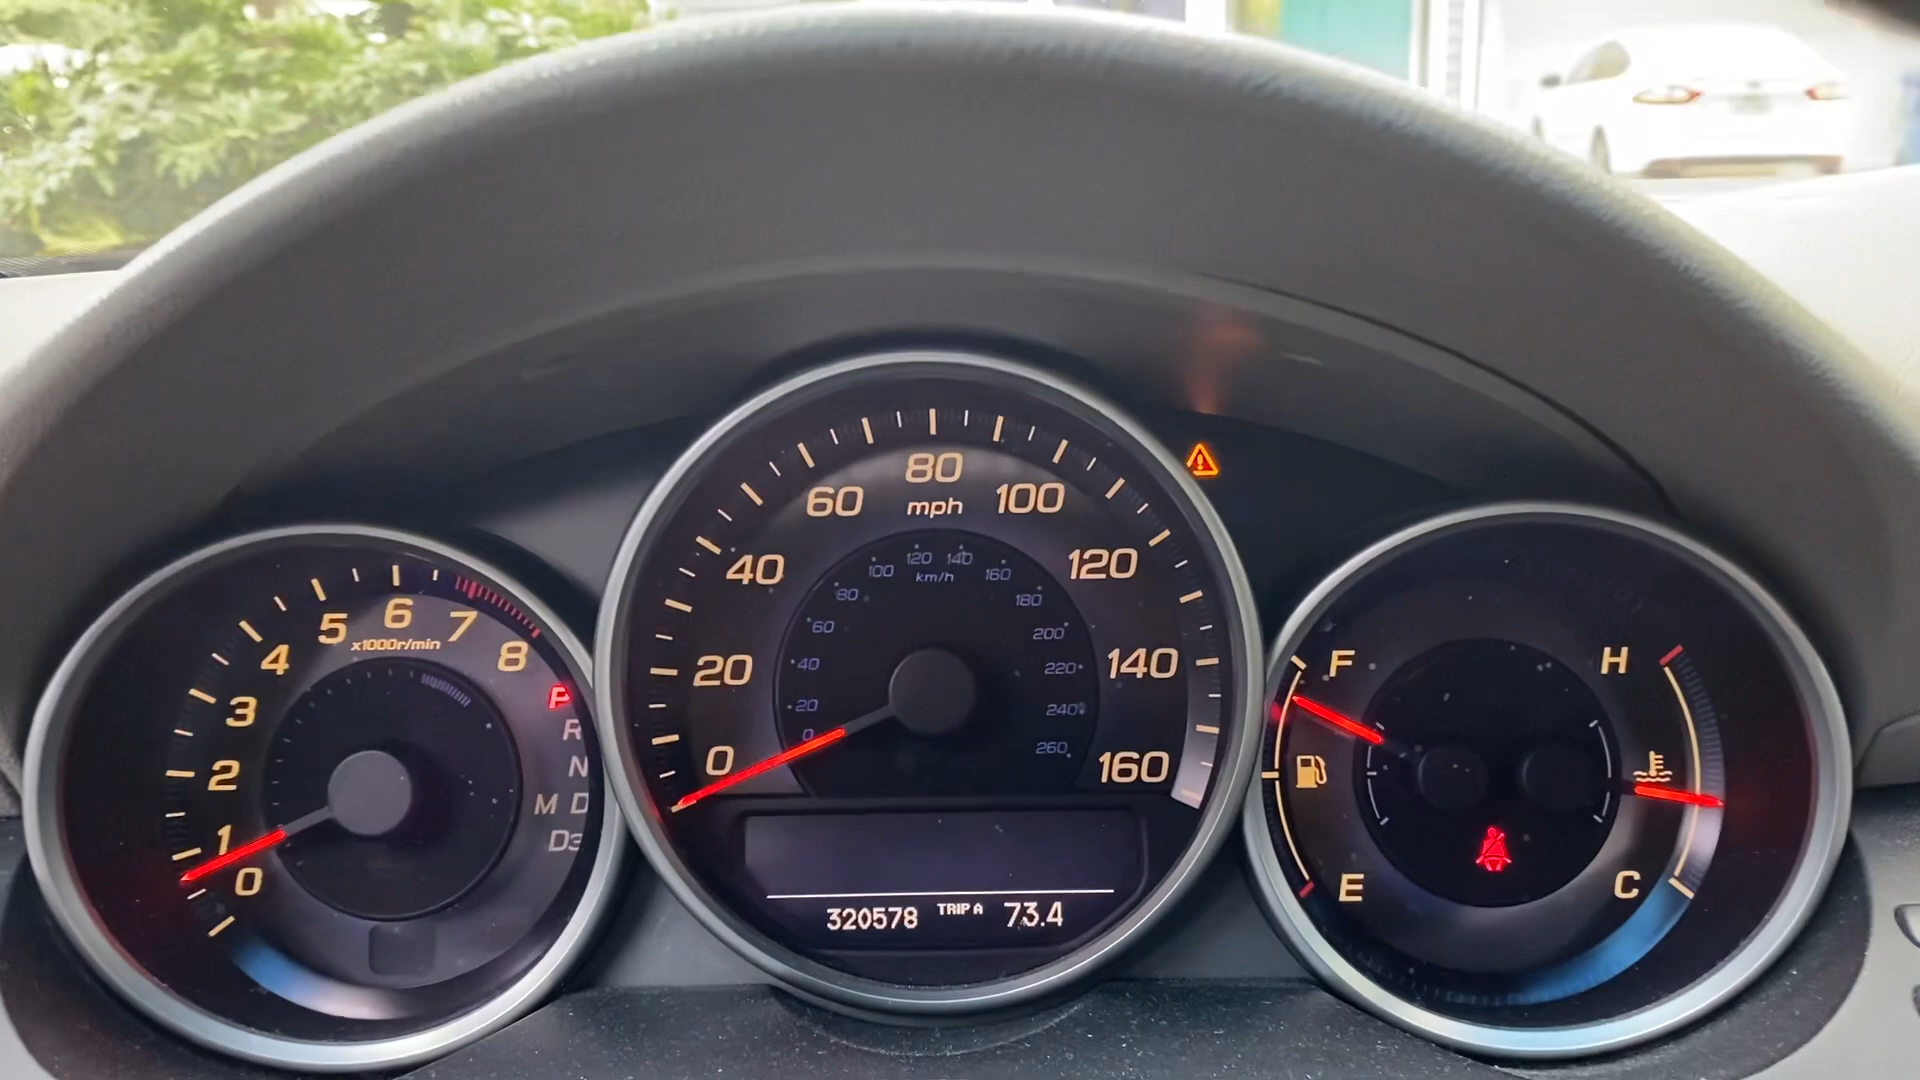 80
60 100
mph
40 120
20 140
0 160
120 140
100 160
km/h
80 180
60 200
40 220
20 240
0 260
320578 TRIP A 73.4
6
5 7
x1000r/min
4 8
3
2
1
0
P
R
N
M D
D3
F
E
H
C